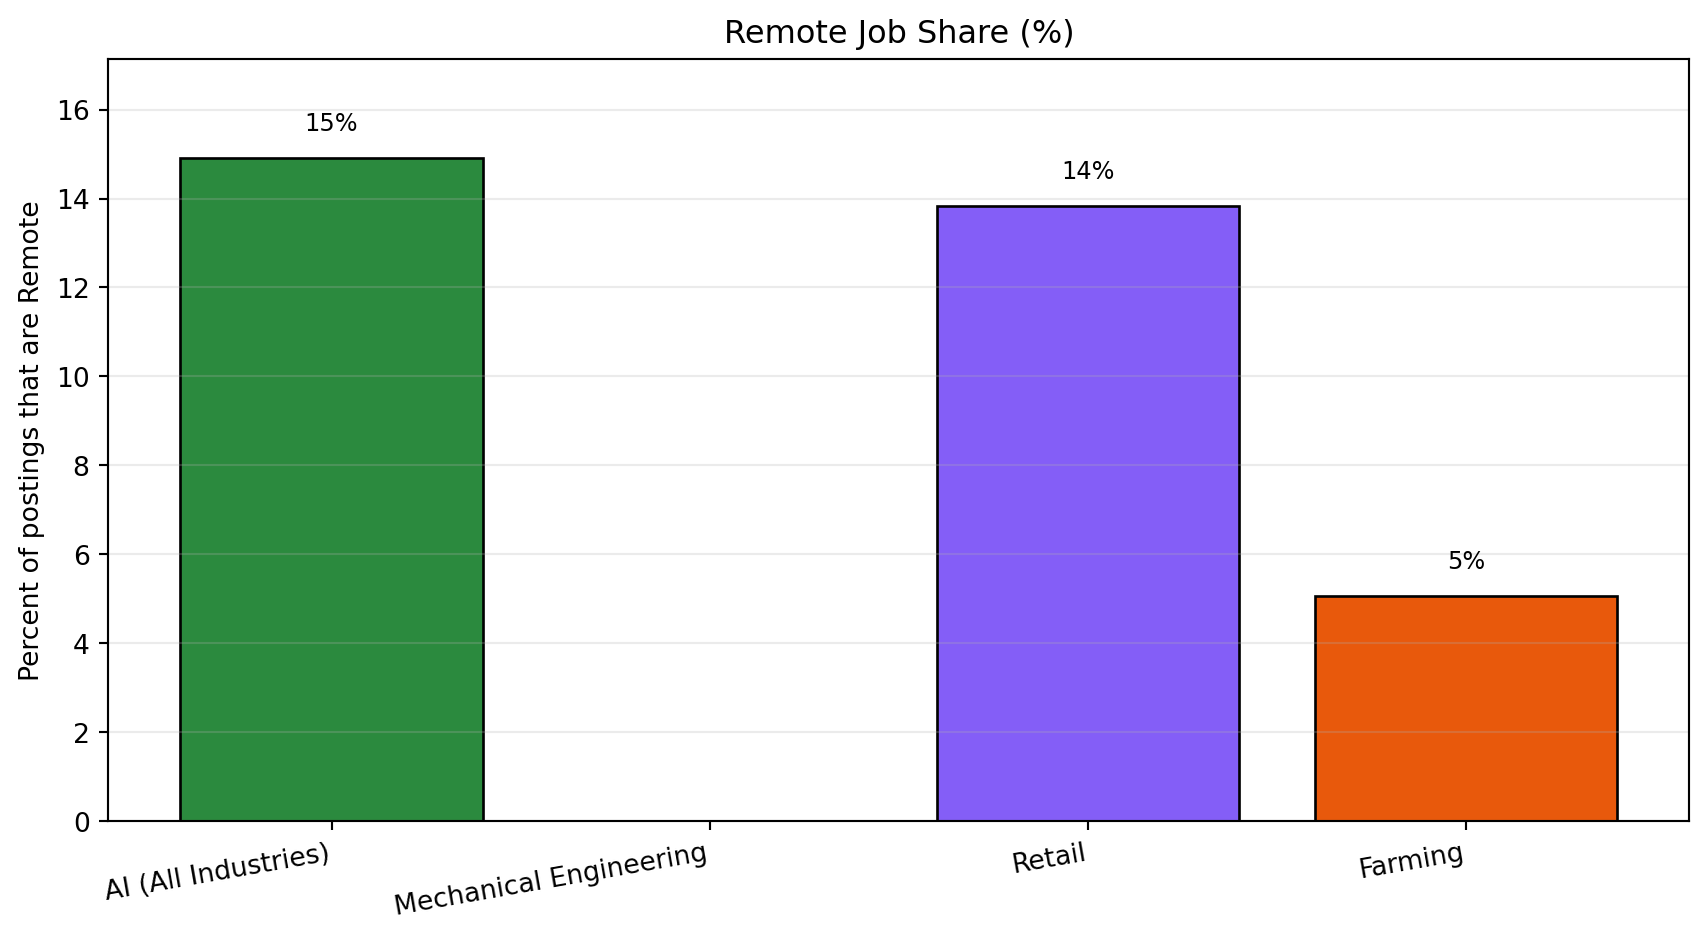 Remote Job Share (%)
Percent of postings that are Remote
16
14
12
10
8
6
4
2
0
15%
14%
5%
AI (All Industries)
Mechanical Engineering
Retail
Farming